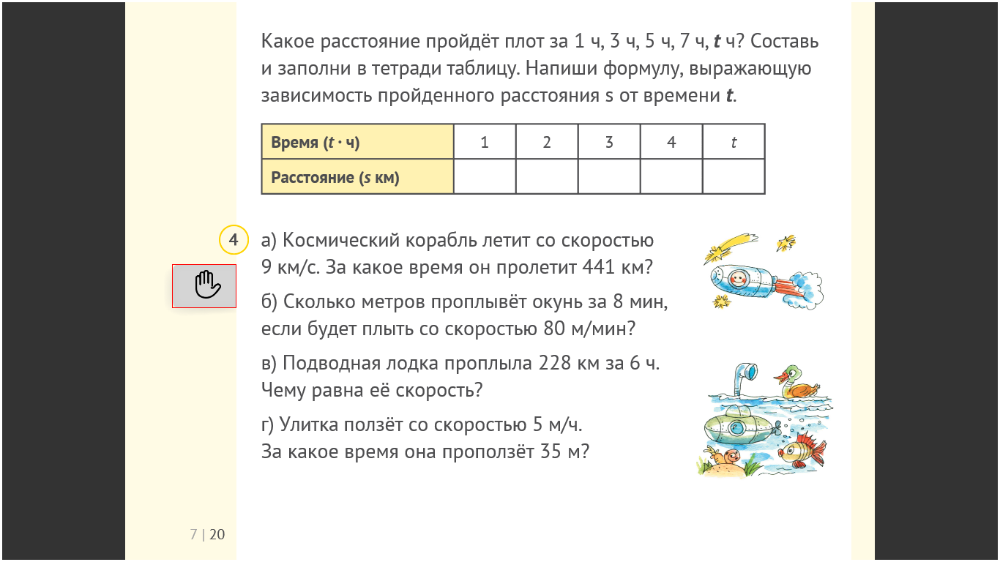 Какое расстояние пройдёт плот за 1 ч, 3 ч, 5 ч, 7 ч, t ч? Составь
и заполни в тетради таблицу. Напиши формулу, выражающую
зависимость пройденного расстояния s от времени t.
Время (t · ч) 1 2 3 4 t
Расстояние (s км)
4 а) Космический корабль летит со скоростью
9 км/с. За какое время он пролетит 441 км?
б) Сколько метров проплывёт окунь за 8 мин,
если будет плыть со скоростью 80 м/мин?
в) Подводная лодка проплыла 228 км за 6 ч.
Чему равна её скорость?
г) Улитка ползёт со скоростью 5 м/ч.
За какое время она проползёт 35 м?
7 | 20